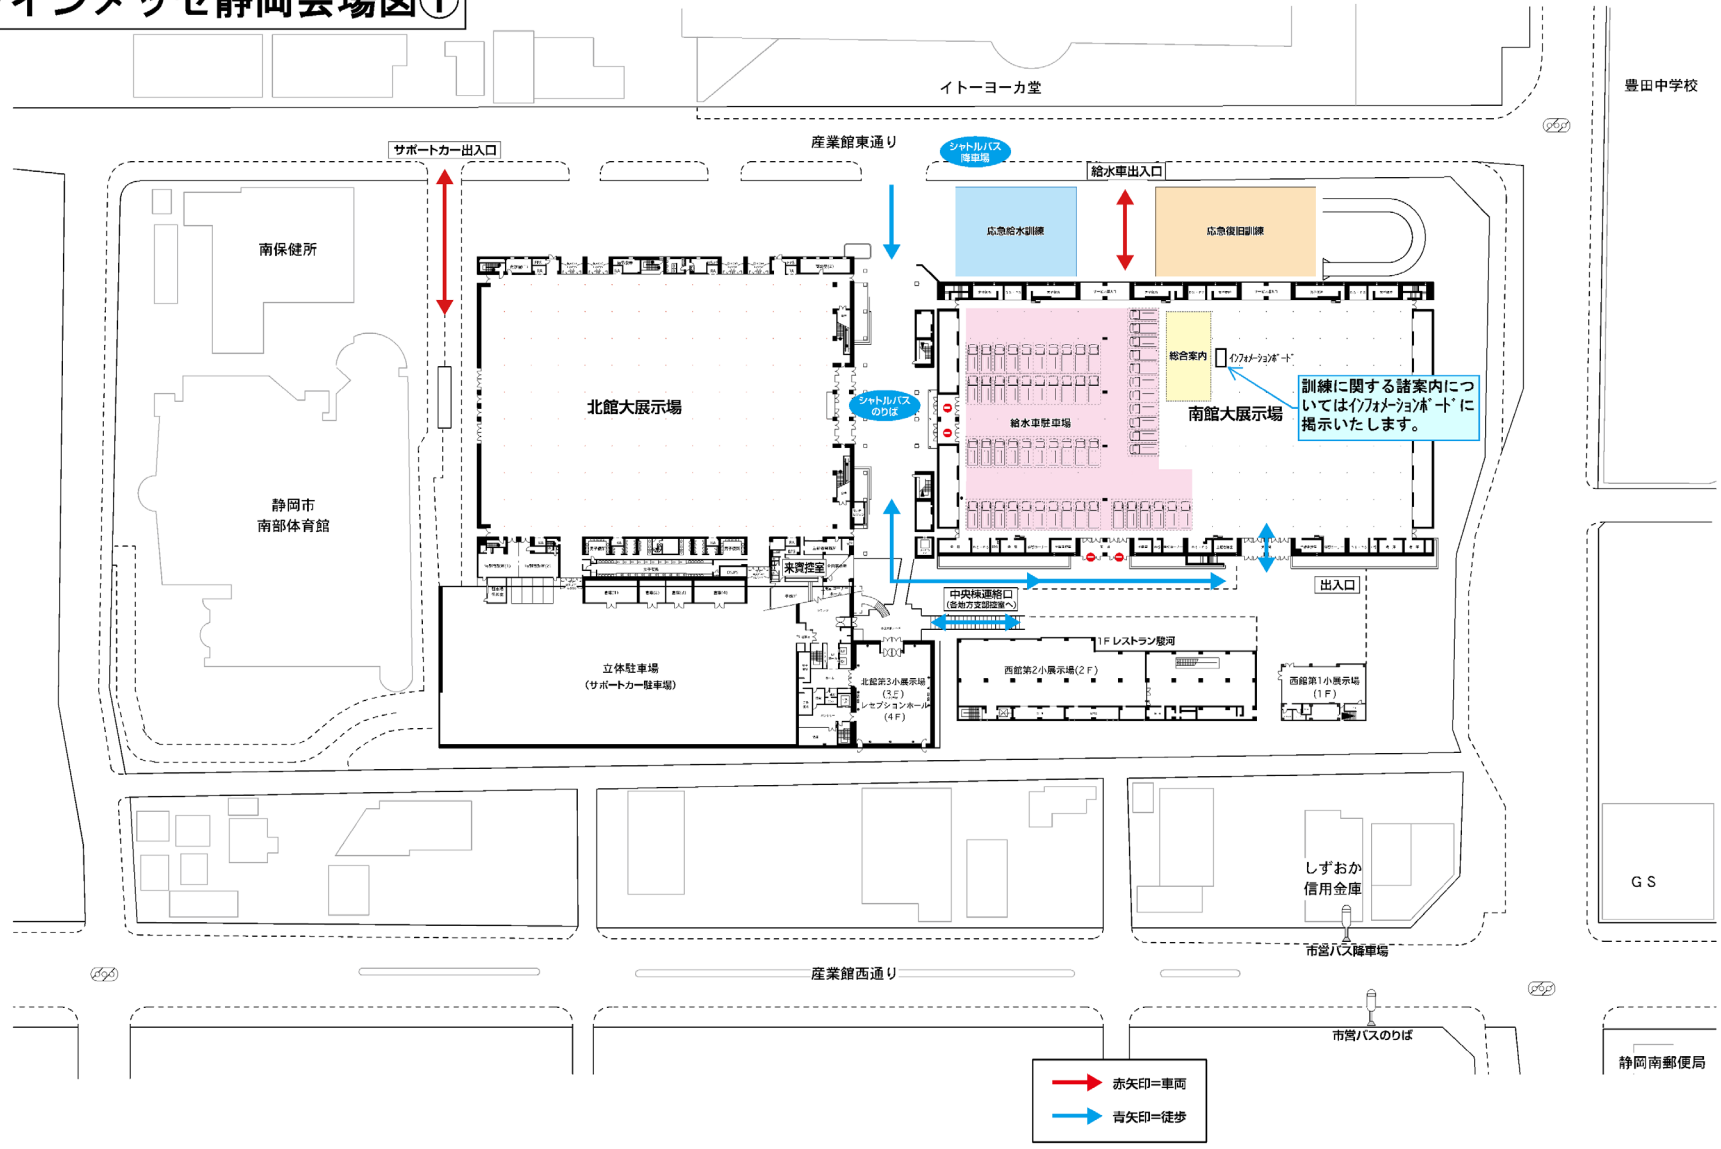 インメッセ静岡会場図①
イトーヨーカ堂
豊田中学校
産業館東通り
サポートカー出入口
シャトルバス
降車場
給水車出入口
南保健所
応急給水訓練
応急復旧訓練
総合案内
インフォメーションボード
訓練に関する諸案内につ
いてはインフォメーションボードに
掲示いたします。
北館大展示場
シャトルバス
のりば
給水車駐車場
南館大展示場
静岡市
南部体育館
来賓控室
中央棟連絡口
(各地方支部控室へ)
出入口
1Fレストラン駿河
立体駐車場
(サポートカー駐車場)
北館第3小展示場
(3F)
レセプションホール
(4F)
西館第2小展示場(2F)
西館第1小展示場
(1F)
しずおか
信用金庫
GS
市営バス降車場
産業館西通り
市営バスのりば
静岡南郵便局
赤矢印=車両
青矢印=徒歩